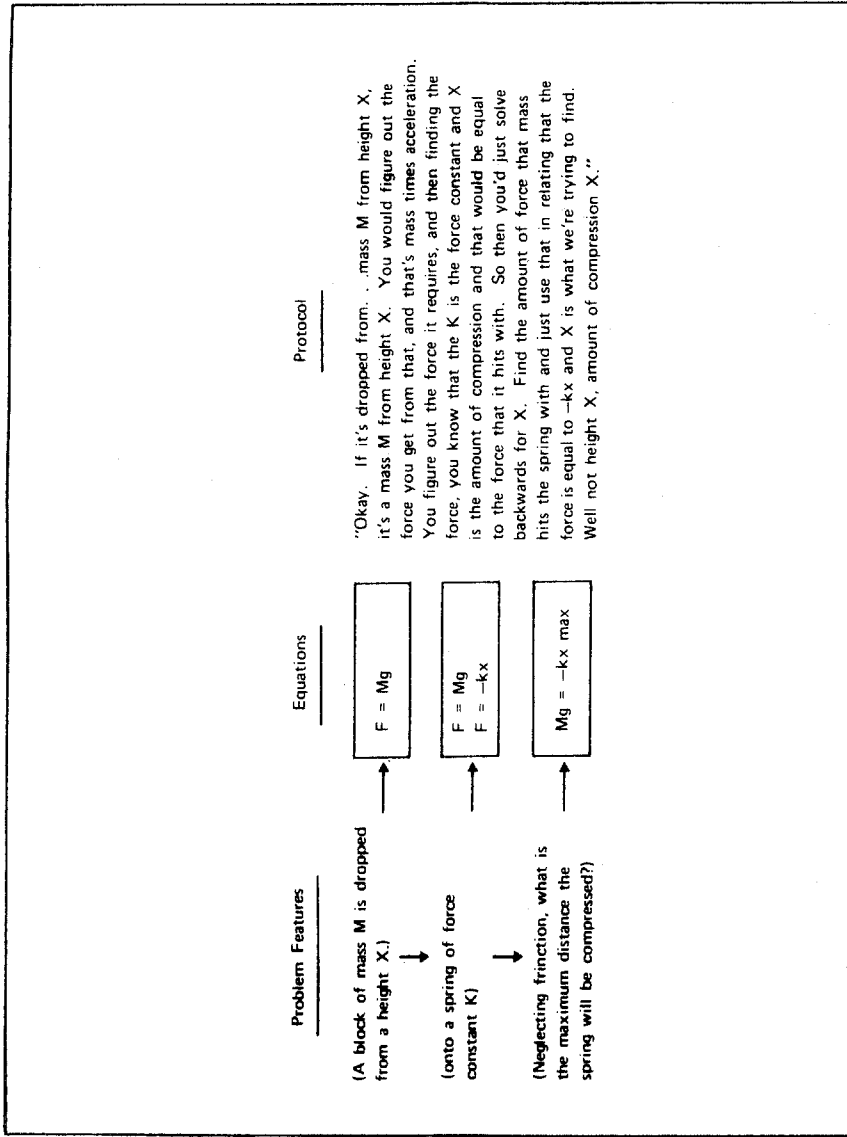 Problem Features
(A block of mass M is dropped
from a height X.)
(onto a spring of force
constant K)
(Neglecting frinction, what is
the maximum distance the
spring will be compressed?)
Equations
F = Mg
F = Mg
F = −kx
Mg = −kx max
Protocol
"Okay. If it's dropped from. . .mass M from height X,
it's a mass M from height X. You would figure out the
force you get from that, and that's mass times acceleration.
You figure out the force it requires, and then finding the
force, you know that the K is the force constant and X
is the amount of compression and that would be equal
to the force that it hits with. So then you'd just solve
backwards for X. Find the amount of force that mass
hits the spring with and just use that in relating that the
force is equal to −kx and X is what we're trying to find.
Well not height X, amount of compression X."